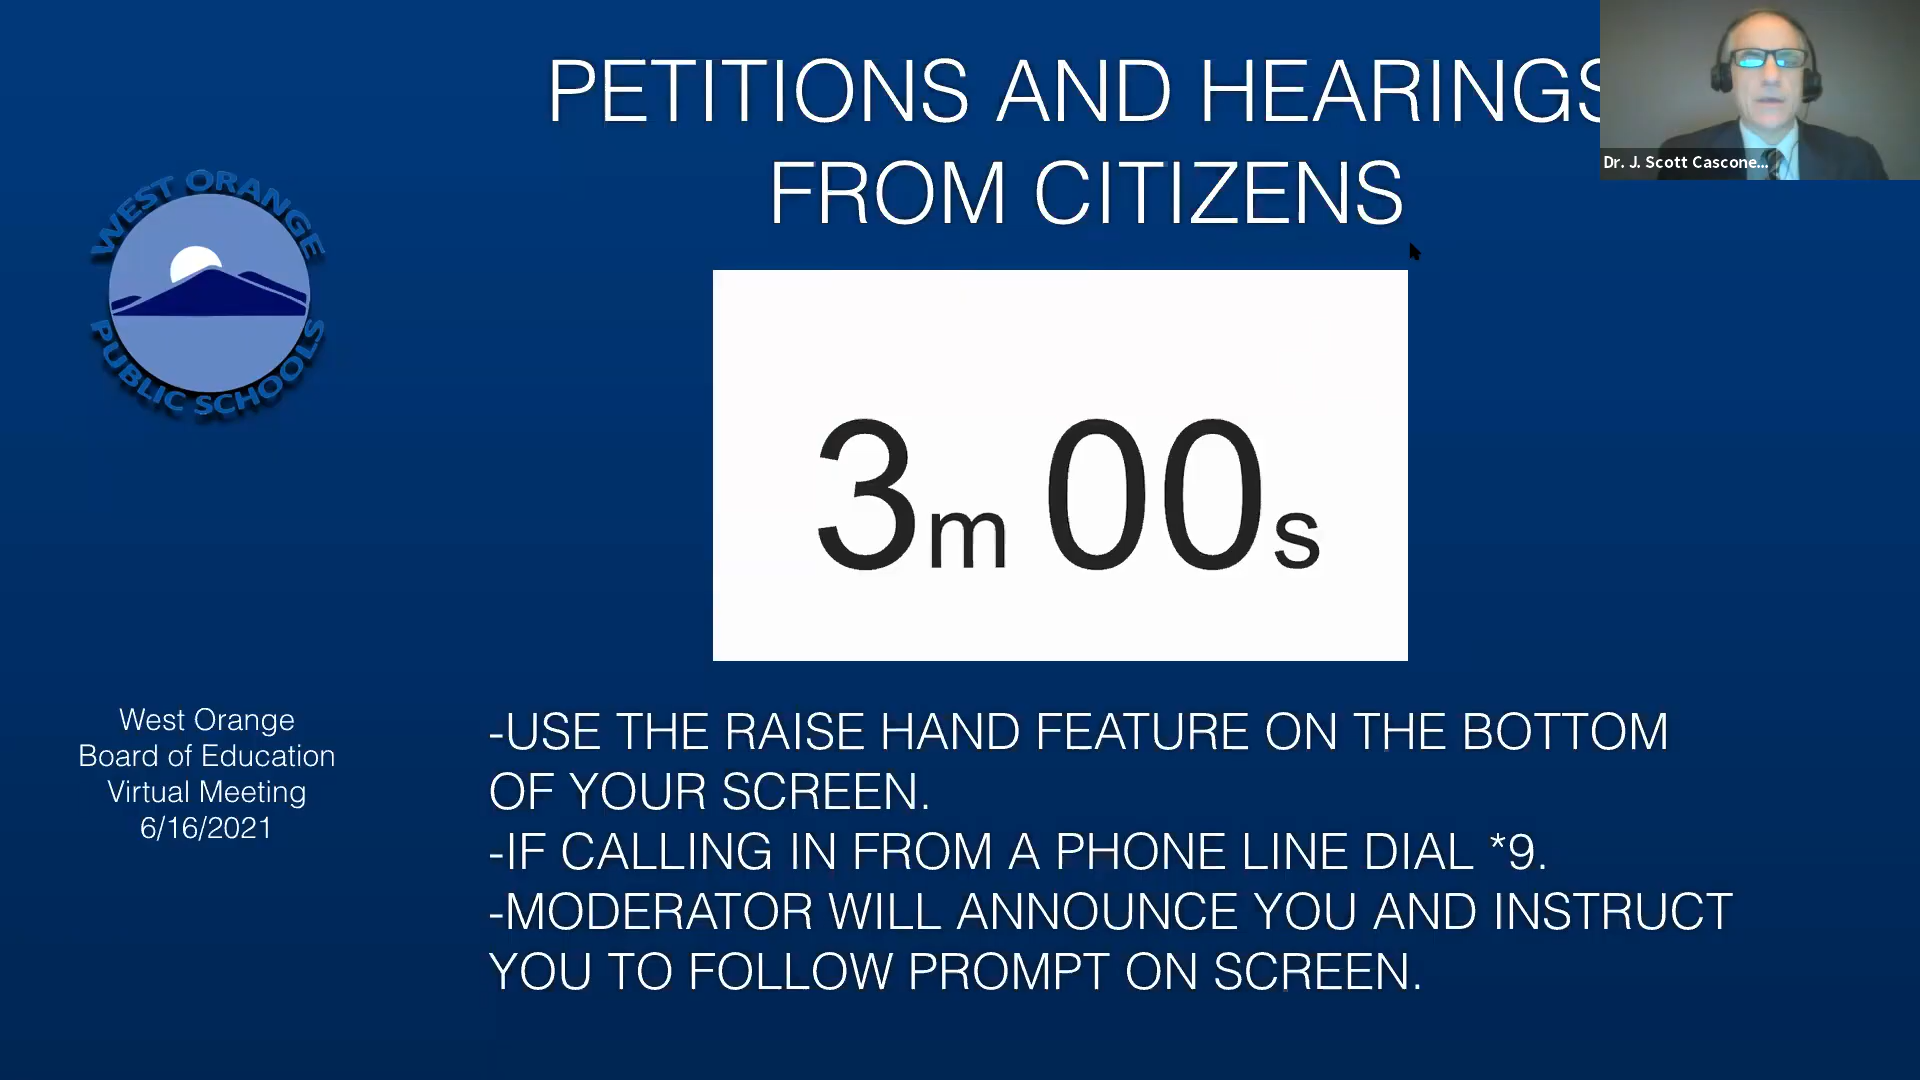 PETITIONS AND HEARINGS
FROM CITIZENS
Dr. J. Scott Cascone...
WEST ORANGE
PUBLIC SCHOOLS
3m 00s
West Orange
Board of Education
Virtual Meeting
6/16/2021
-USE THE RAISE HAND FEATURE ON THE BOTTOM
OF YOUR SCREEN.
-IF CALLING IN FROM A PHONE LINE DIAL *9.
-MODERATOR WILL ANNOUNCE YOU AND INSTRUCT
YOU TO FOLLOW PROMPT ON SCREEN.